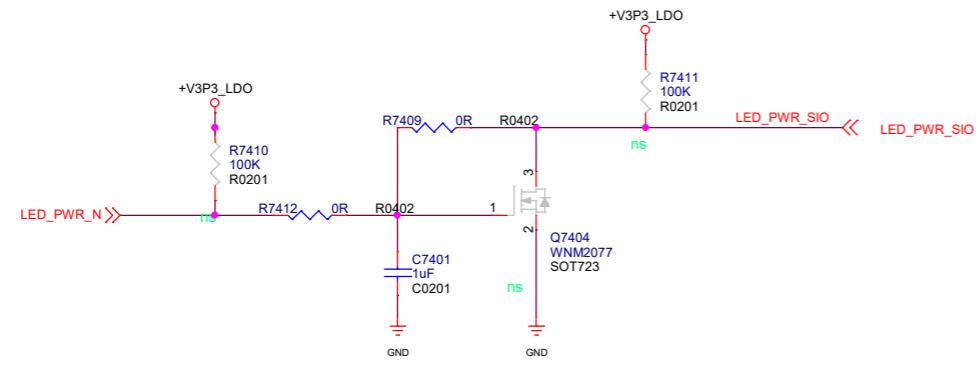 +V3P3_LDO
R7411
100K
R0201
+V3P3_LDO
R7409
0R
R0402
LED_PWR_SIO
LED_PWR_SIO
ns
R7410
100K
R0201
3
LED_PWR_N
ns
R7412
0R
R0402
1
2
Q7404
WNM2077
SOT723
C7401
1uF
C0201
ns
GND
GND